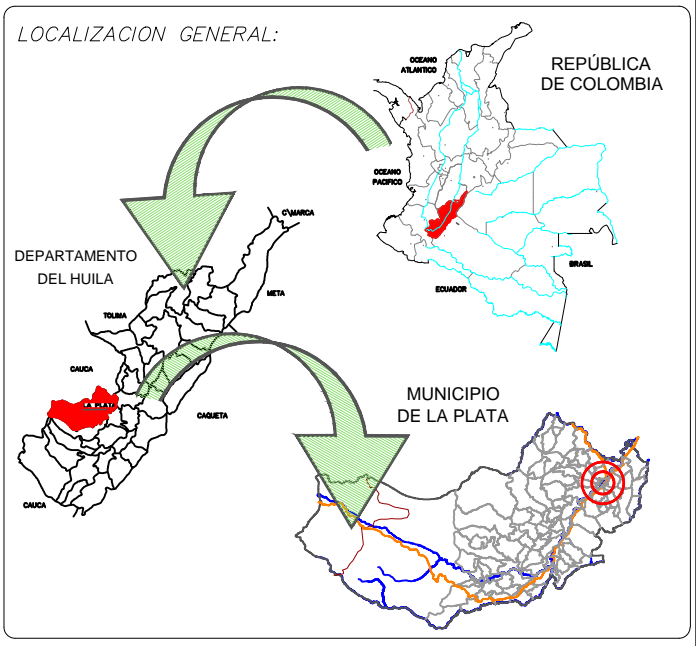 LOCALIZACION GENERAL:
REPÚBLICA
DE COLOMBIA
OCEANO
ATLANTICO
OCEANO
PACIFICO
BRASIL
ECUADOR
DEPARTAMENTO
DEL HUILA
C\MARCA
META
TOLIMA
CAUCA
LA PLATA
CAQUETA
CAUCA
MUNICIPIO
DE LA PLATA